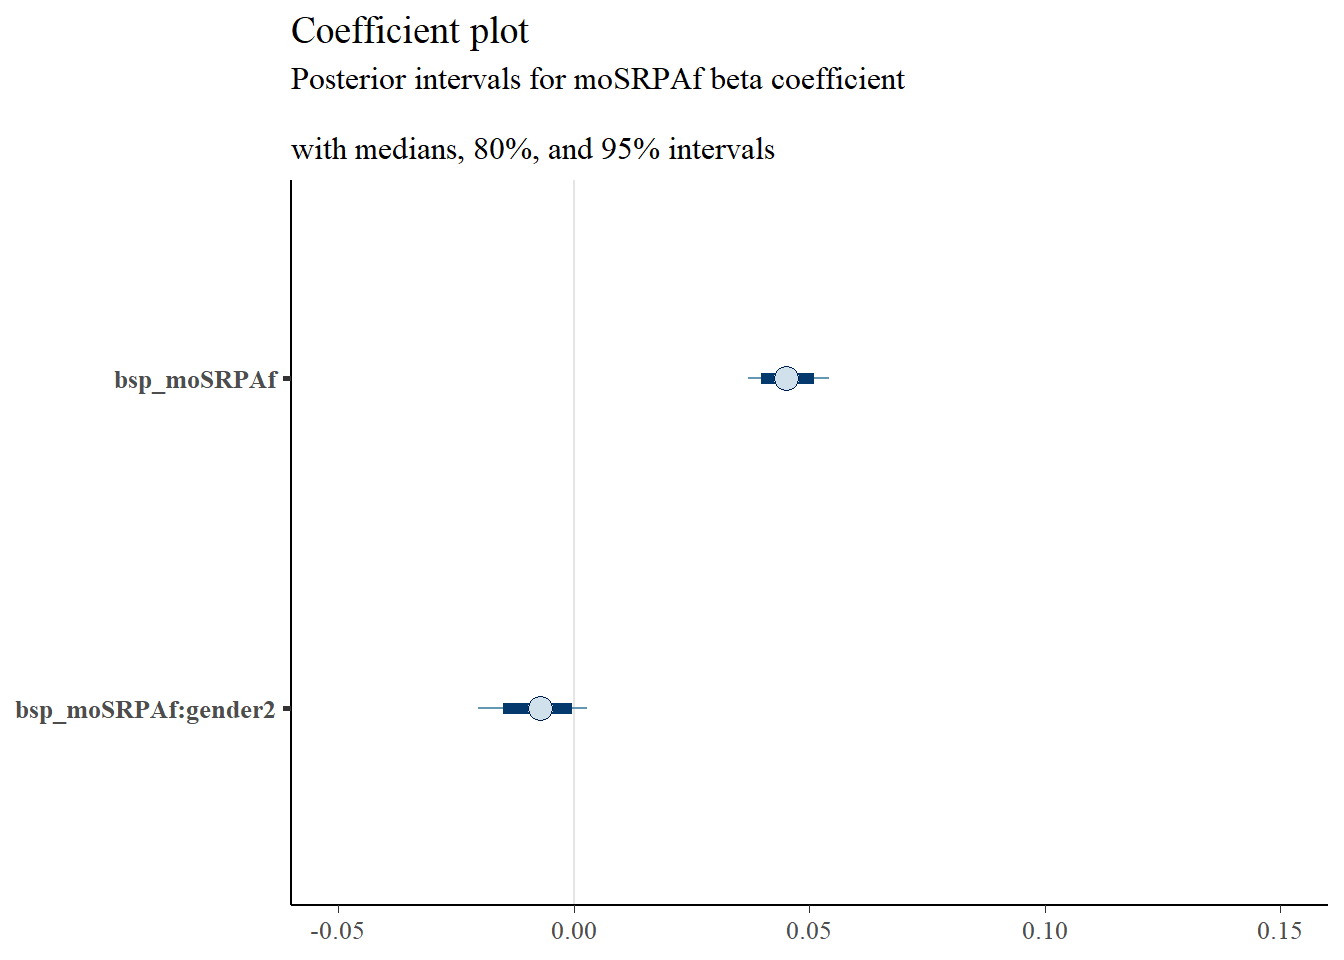 Coefficient plot
Posterior intervals for moSRPAf beta coefficient
with medians, 80%, and 95% intervals
bsp_moSRPAf
bsp_moSRPAf:gender2
-0.05 0.00 0.05 0.10 0.15